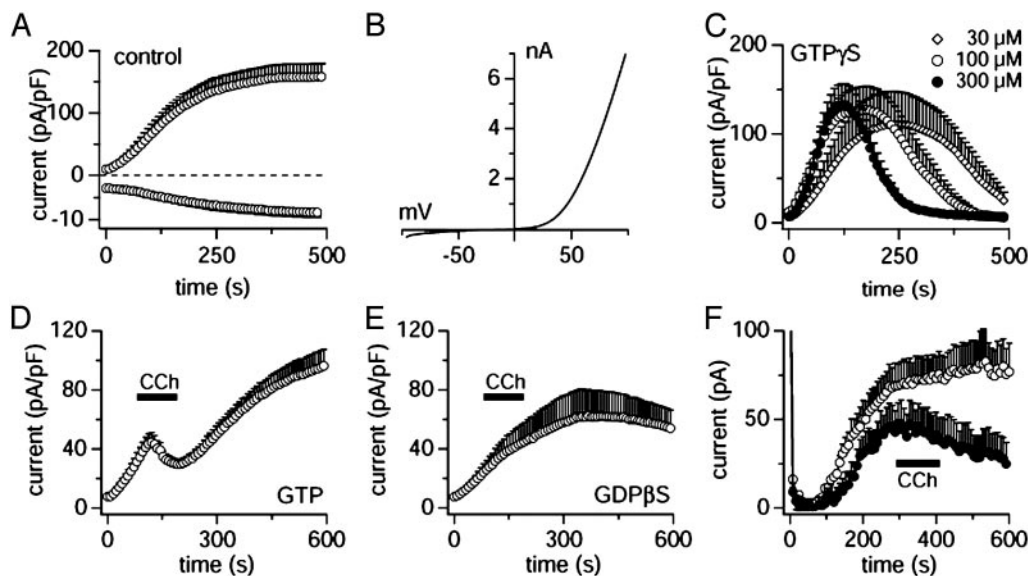 A
current (pA/pF)
200
100
0
-10
control
0
250
500
time (s)
B
nA
6
4
2
mV
-50
50
C
current (pA/pF)
200
100
0
GTPγS
30 µM
100 µM
300 µM
0
250
500
time (s)
D
current (pA/pF)
120
80
40
0
CCh
GTP
0
300
600
time (s)
E
current (pA/pF)
120
80
40
0
CCh
GDPβS
0
300
600
time (s)
F
current (pA)
100
50
0
CCh
0
200
400
600
time (s)